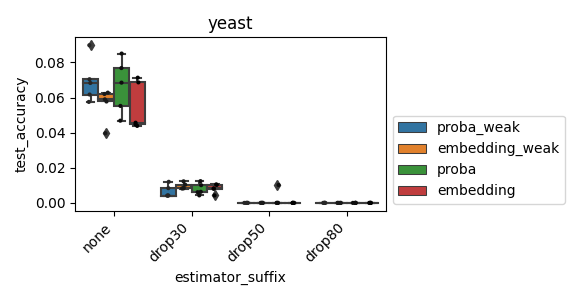 yeast
test_accuracy
0.08
0.06
0.04
0.02
0.00
none
drop30
drop50
drop80
estimator_suffix
proba_weak
embedding_weak
proba
embedding